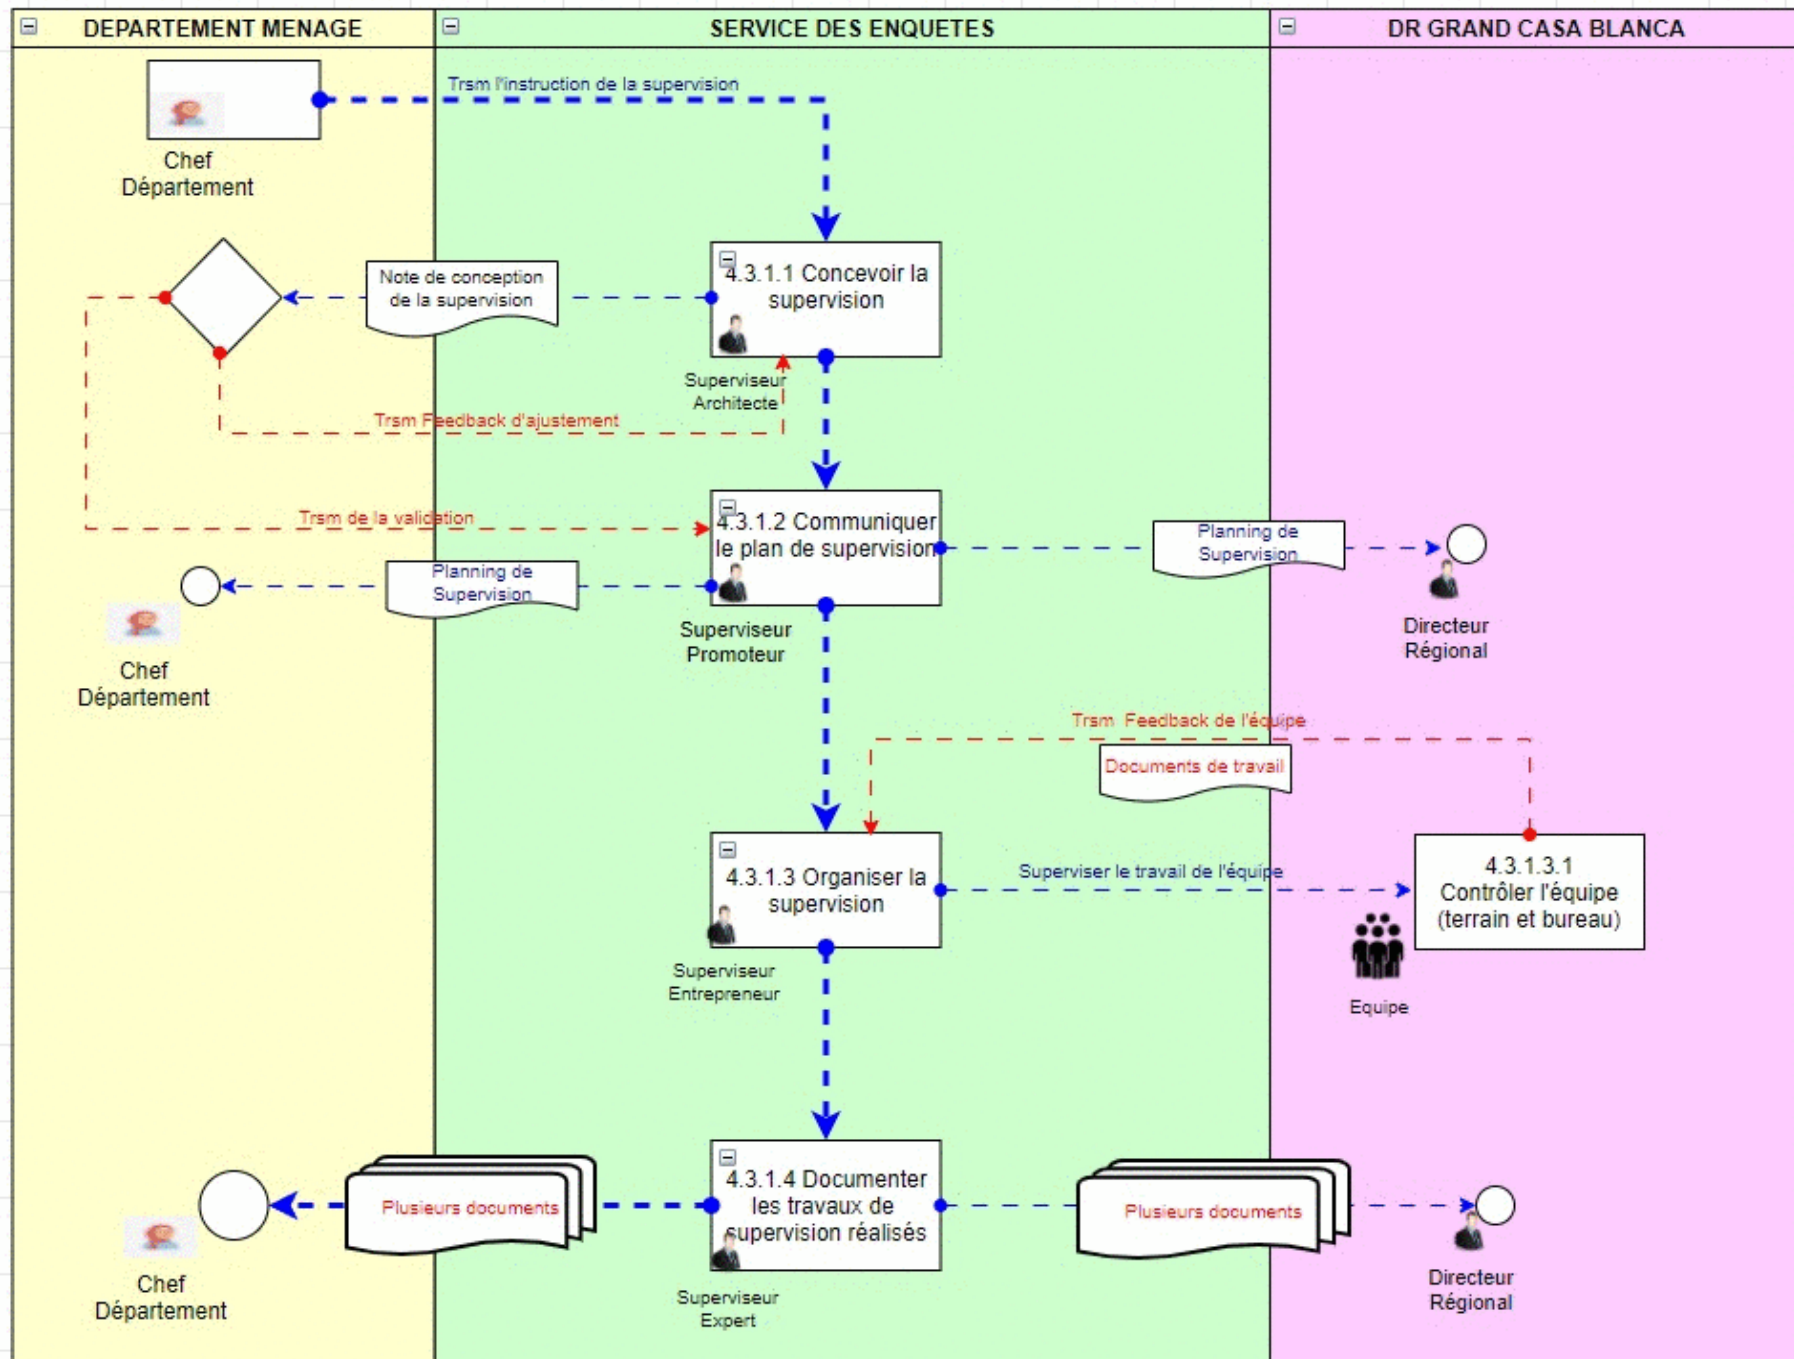 DEPARTEMENT MENAGE
SERVICE DES ENQUETES
DR GRAND CASA BLANCA
Trsm l'instruction de la supervision
Chef
Département
Note de conception
de la supervision
4.3.1.1 Concevoir la
supervision
Superviseur
Architecte
Trsm Feedback d'ajustement
Trsm de la validation
4.3.1.2 Communiquer
le plan de supervision
Planning de
Supervision
Planning de
Supervision
Superviseur
Promoteur
Directeur
Régional
Chef
Département
Trsm Feedback de l'équipe
Documents de travail
4.3.1.3 Organiser la
supervision
Superviser le travail de l'équipe
4.3.1.3.1
Contrôler l'équipe
(terrain et bureau)
Superviseur
Entrepreneur
Equipe
Plusieurs documents
4.3.1.4 Documenter
les travaux de
supervision réalisés
Plusieurs documents
Chef
Département
Superviseur
Expert
Directeur
Régional